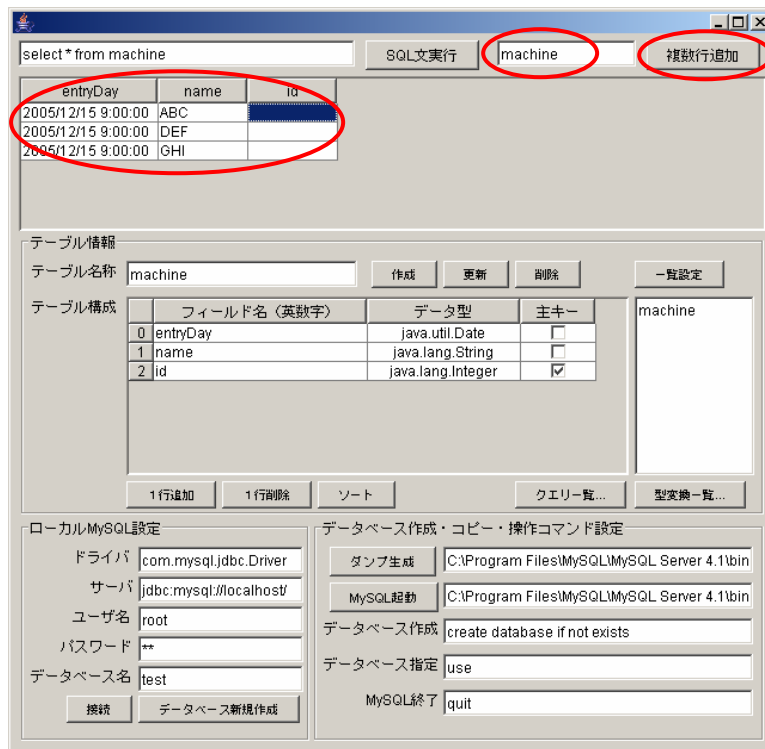 select * from machine SQL文実行 machine 複数行追加
entryDay name id
2005/12/15 9:00:00 ABC
2005/12/15 9:00:00 DEF
2005/12/15 9:00:00 GHI
テーブル情報
テーブル名称 machine 作成 更新 削除 一覧設定
テーブル構成 フィールド名(英数字) データ型 主キー machine
0 entryDay java.util.Date
1 name java.lang.String
2 id java.lang.Integer
1行追加 1行削除 ソート クエリ一覧... 型変換一覧...
ローカルMySQL設定 データベース作成・コピー・操作コマンド設定
ドライバ com.mysql.jdbc.Driver ダンプ生成 C:\Program Files\MySQL\MySQL Server 4.1\bin
サーバ jdbc:mysql://localhost/ MySQL起動 C:\Program Files\MySQL\MySQL Server 4.1\bin
ユーザ名 root データベース作成 create database if not exists
パスワード ** データベース指定 use
データベース名 test MySQL終了 quit
接続 データベース新規作成